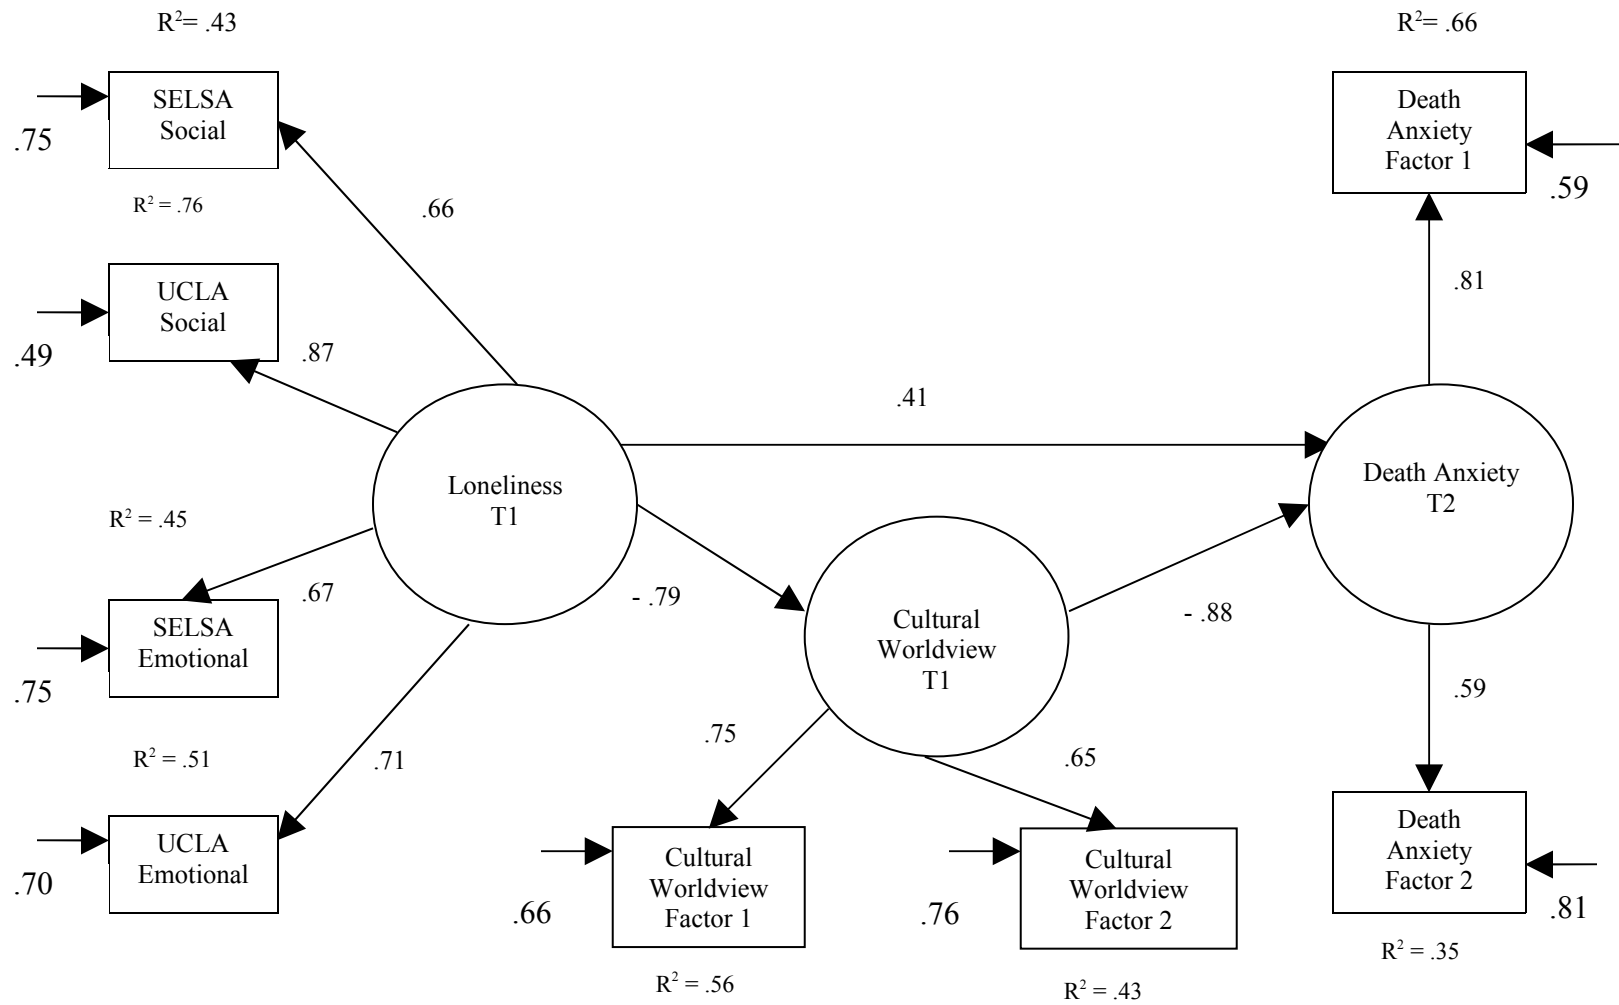 R²= .43
SELSA
Social
.75
.66
R² = .76
UCLA
Social
.49
.87
R² = .45
.67
SELSA
Emotional
.75
R² = .51
.71
UCLA
Emotional
.70
Loneliness
T1
.41
- .79
Cultural
Worldview
T1
- .88
.75
.65
Cultural
Worldview
Factor 1
.66
R² = .56
Cultural
Worldview
Factor 2
.76
R² = .43
R²= .66
Death
Anxiety
Factor 1
.59
.81
Death Anxiety
T2
.59
Death
Anxiety
Factor 2
.81
R² = .35